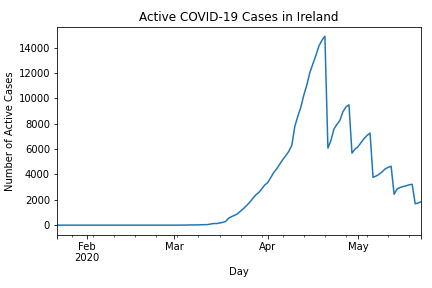 Active COVID-19 Cases in Ireland
14000
12000
10000
8000
6000
4000
2000
0
Number of Active Cases
Feb
2020
Mar
Apr
May
Day